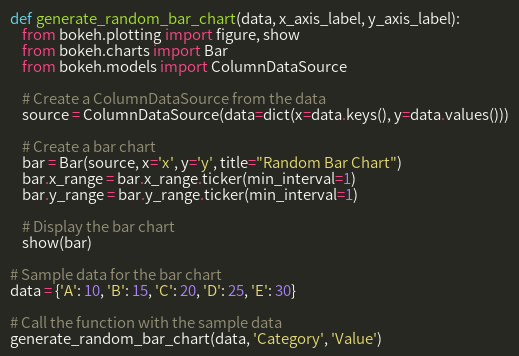 def generate_random_bar_chart(data, x_axis_label, y_axis_label):
    from bokeh.plotting import figure, show
    from bokeh.charts import Bar
    from bokeh.models import ColumnDataSource

    # Create a ColumnDataSource from the data
    source = ColumnDataSource(data=dict(x=data.keys(), y=data.values()))

    # Create a bar chart
    bar = Bar(source, x='x', y='y', title="Random Bar Chart")
    bar.x_range = bar.x_range.ticker(min_interval=1)
    bar.y_range = bar.y_range.ticker(min_interval=1)

    # Display the bar chart
    show(bar)

# Sample data for the bar chart
data = {'A': 10, 'B': 15, 'C': 20, 'D': 25, 'E': 30}

# Call the function with the sample data
generate_random_bar_chart(data, 'Category', 'Value')